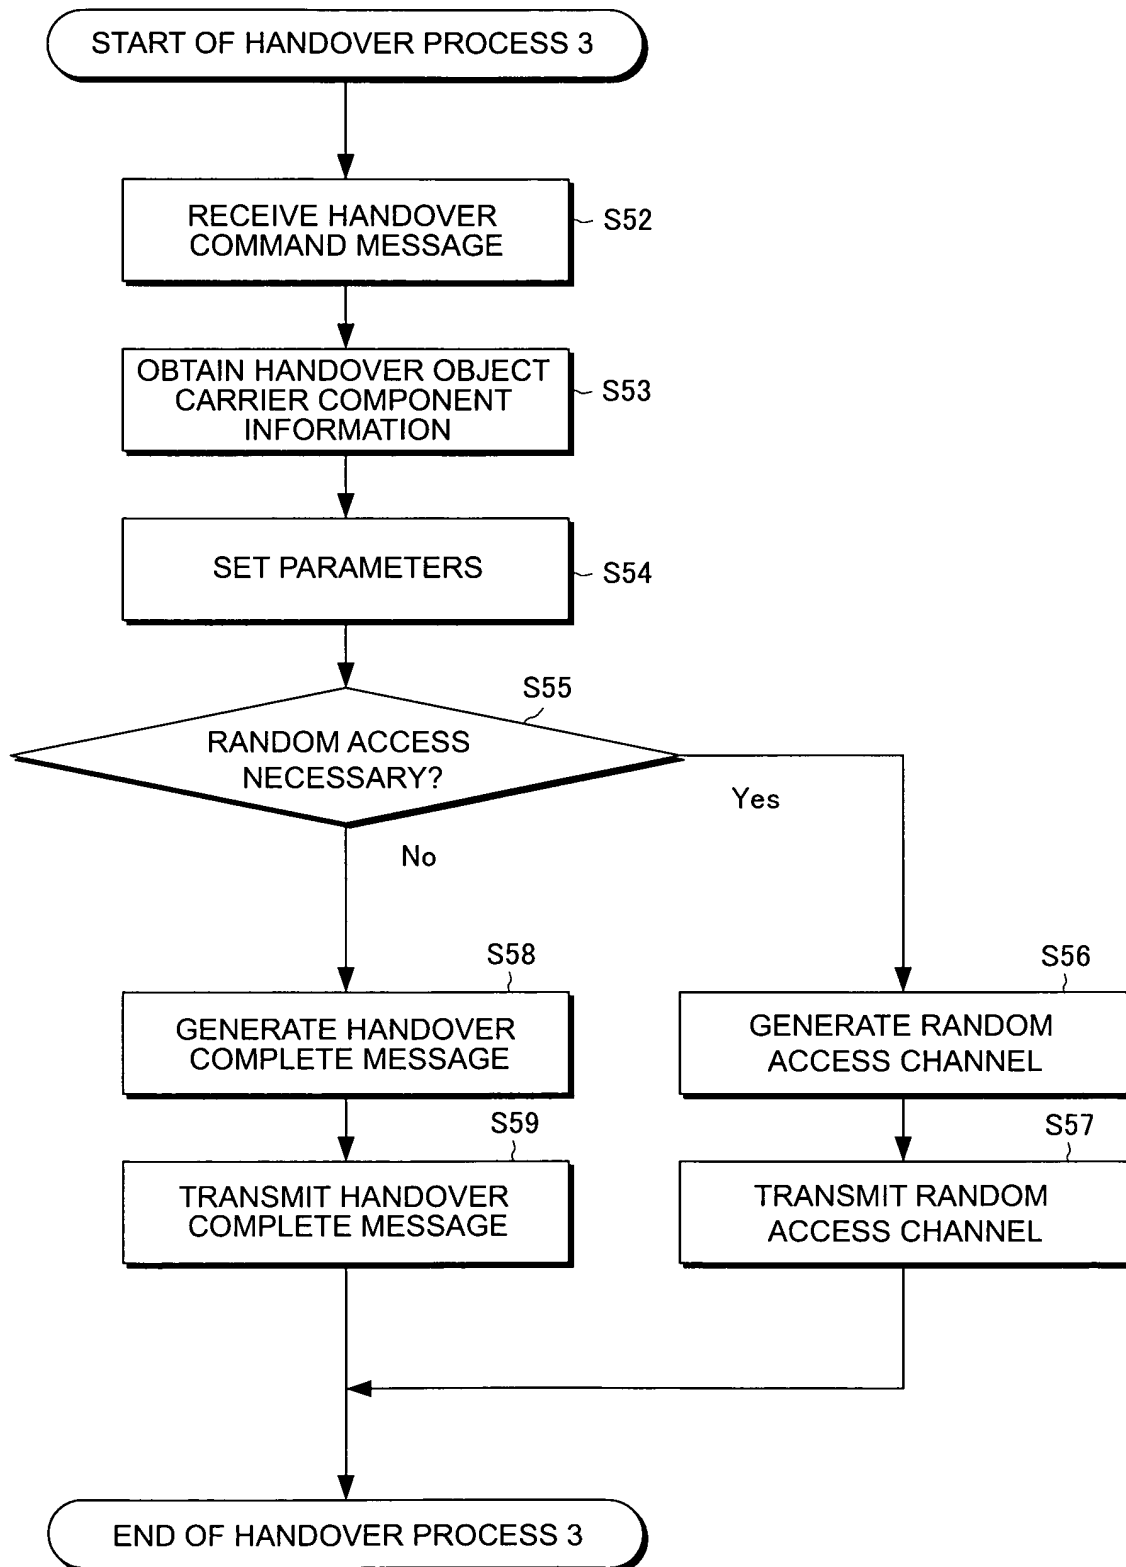 START OF HANDOVER PROCESS 3
RECEIVE HANDOVER
COMMAND MESSAGE
S52
OBTAIN HANDOVER OBJECT
CARRIER COMPONENT
INFORMATION
S53
SET PARAMETERS
S54
S55
RANDOM ACCESS
NECESSARY?
Yes
No
S58
GENERATE HANDOVER
COMPLETE MESSAGE
S56
GENERATE RANDOM
ACCESS CHANNEL
S59
TRANSMIT HANDOVER
COMPLETE MESSAGE
S57
TRANSMIT RANDOM
ACCESS CHANNEL
END OF HANDOVER PROCESS 3